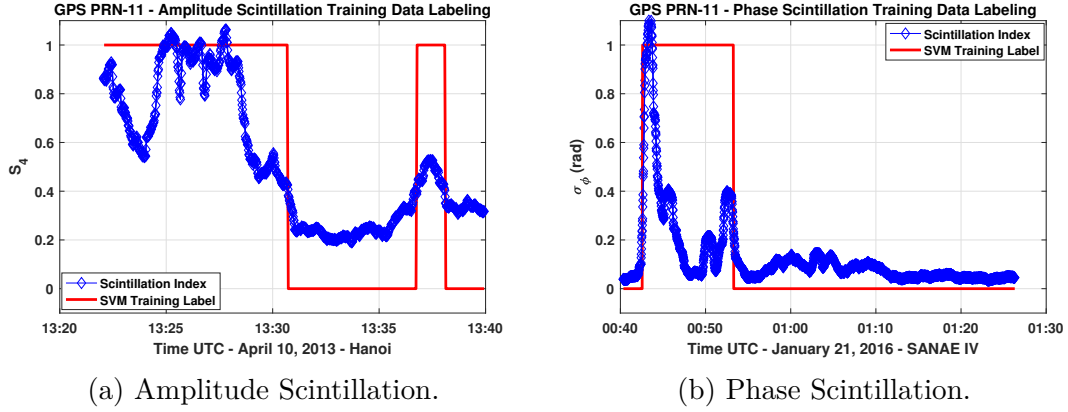 GPS PRN-11 - Amplitude Scintillation Training Data Labeling
1
0.8
0.6
0.4
0.2
0
S4
Scintillation Index
SVM Training Label
13:20 13:25 13:30 13:35 13:40
Time UTC - April 10, 2013 - Hanoi
(a) Amplitude Scintillation.
GPS PRN-11 - Phase Scintillation Training Data Labeling
Scintillation Index
SVM Training Label
1
0.8
0.6
0.4
0.2
0
σϕ (rad)
00:40 00:50 01:00 01:10 01:20 01:30
Time UTC - January 21, 2016 - SANAE IV
(b) Phase Scintillation.